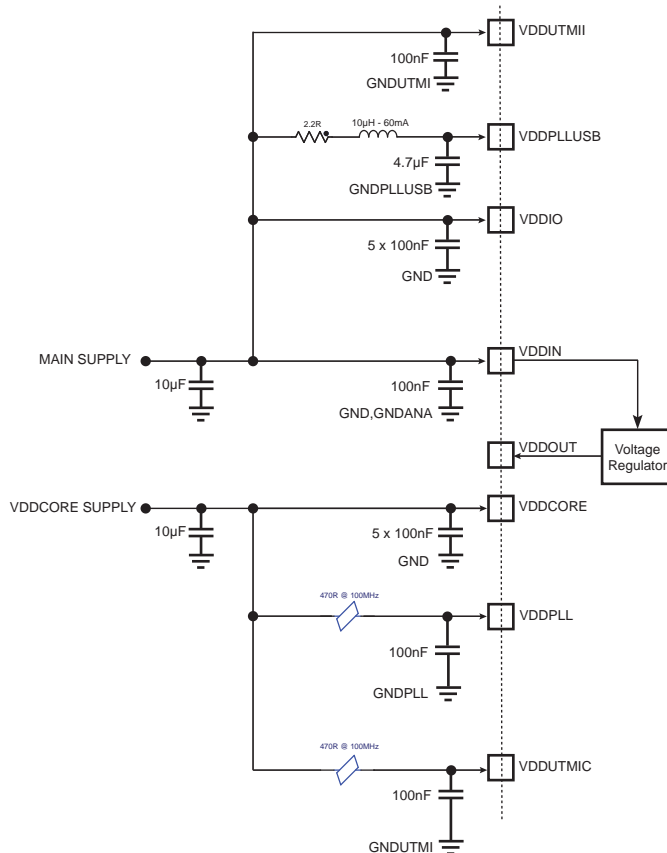 VDDUTMII
100nF
GNDUTMI
2.2R
10µH - 60mA
VDDPLLUSB
4.7µF
GNDPLLUSB
VDDIO
5 x 100nF
GND
MAIN SUPPLY
VDDIN
10µF
100nF
GND,GNDANA
VDDOUT
Voltage
Regulator
VDDCORE SUPPLY
VDDCORE
10µF
5 x 100nF
GND
470R @ 100MHz
VDDPLL
100nF
GNDPLL
470R @ 100MHz
VDDUTMIC
100nF
GNDUTMI